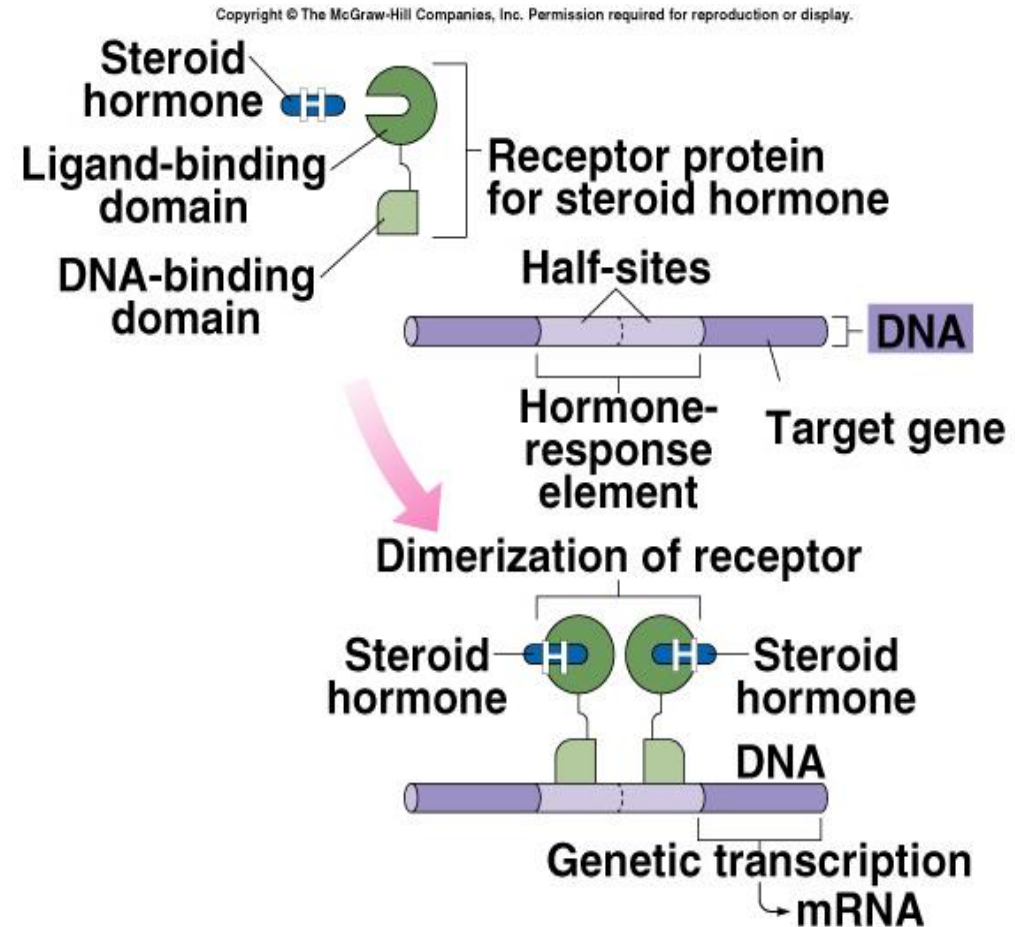 Copyright © The McGraw-Hill Companies, Inc. Permission required for reproduction or display.
Steroid
hormone
H
Ligand-binding
domain
Receptor protein
for steroid hormone
DNA-binding
domain
Half-sites
DNA
Hormone-
response
element
Target gene
Dimerization of receptor
Steroid
hormone
H
H
Steroid
hormone
DNA
Genetic transcription
mRNA